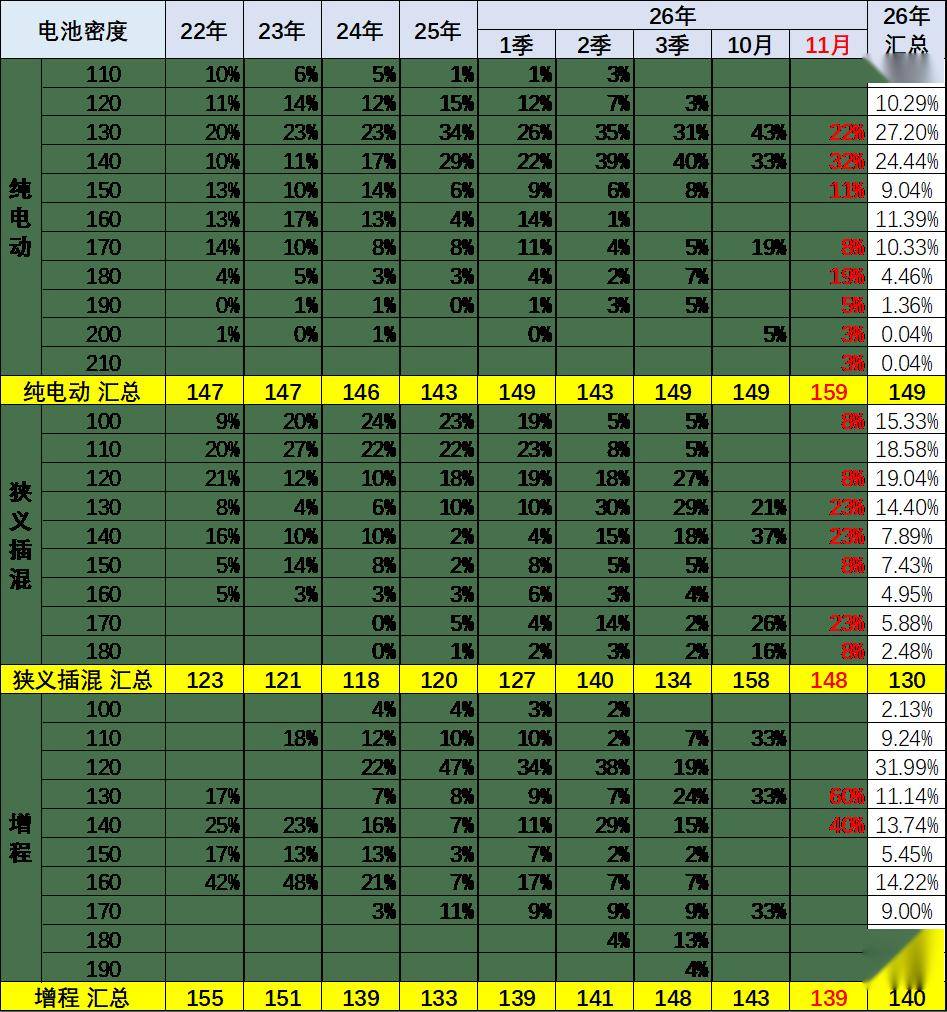 电池密度 22年 23年 24年 25年 26年 26年汇总
1季 2季 3季 10月 11月
纯电动
110 10% 6% 5% 1% 1% 3%
120 11% 14% 12% 15% 12% 7% 3% 10.29%
130 20% 23% 23% 34% 26% 35% 31% 43% 22% 27.20%
140 10% 11% 17% 29% 22% 39% 40% 33% 32% 24.44%
150 13% 10% 14% 6% 9% 6% 8% 11% 9.04%
160 13% 17% 13% 4% 14% 1% 11.39%
170 14% 10% 8% 8% 11% 4% 5% 19% 8% 10.33%
180 4% 5% 3% 3% 4% 2% 7% 19% 4.46%
190 0% 1% 1% 0% 1% 3% 5% 5% 1.36%
200 1% 0% 1% 0% 5% 3% 0.04%
210 3% 0.04%
纯电动 汇总 147 147 146 143 149 143 149 149 159 149
狭义插混
100 9% 20% 24% 23% 19% 5% 5% 8% 15.33%
110 20% 27% 22% 22% 23% 8% 5% 18.58%
120 21% 12% 10% 18% 19% 18% 27% 8% 19.04%
130 8% 4% 6% 10% 10% 30% 29% 21% 23% 14.40%
140 16% 10% 10% 2% 4% 15% 18% 37% 23% 7.89%
150 5% 14% 8% 2% 8% 5% 5% 8% 7.43%
160 5% 3% 3% 3% 6% 3% 4% 4.95%
170 0% 5% 4% 14% 2% 26% 23% 5.88%
180 0% 1% 2% 3% 2% 16% 8% 2.48%
狭义插混 汇总 123 121 118 120 127 140 134 158 148 130
增程
100 4% 4% 3% 2% 2.13%
110 18% 12% 10% 10% 2% 7% 33% 9.24%
120 22% 47% 34% 38% 19% 31.99%
130 17% 7% 8% 9% 7% 24% 33% 60% 11.14%
140 25% 23% 16% 7% 11% 29% 15% 40% 13.74%
150 17% 13% 13% 3% 7% 2% 2% 5.45%
160 42% 48% 21% 7% 17% 7% 7% 14.22%
170 3% 11% 9% 9% 9% 33% 9.00%
180 4% 13%
190 4%
增程 汇总 155 151 139 133 139 141 148 143 139 140